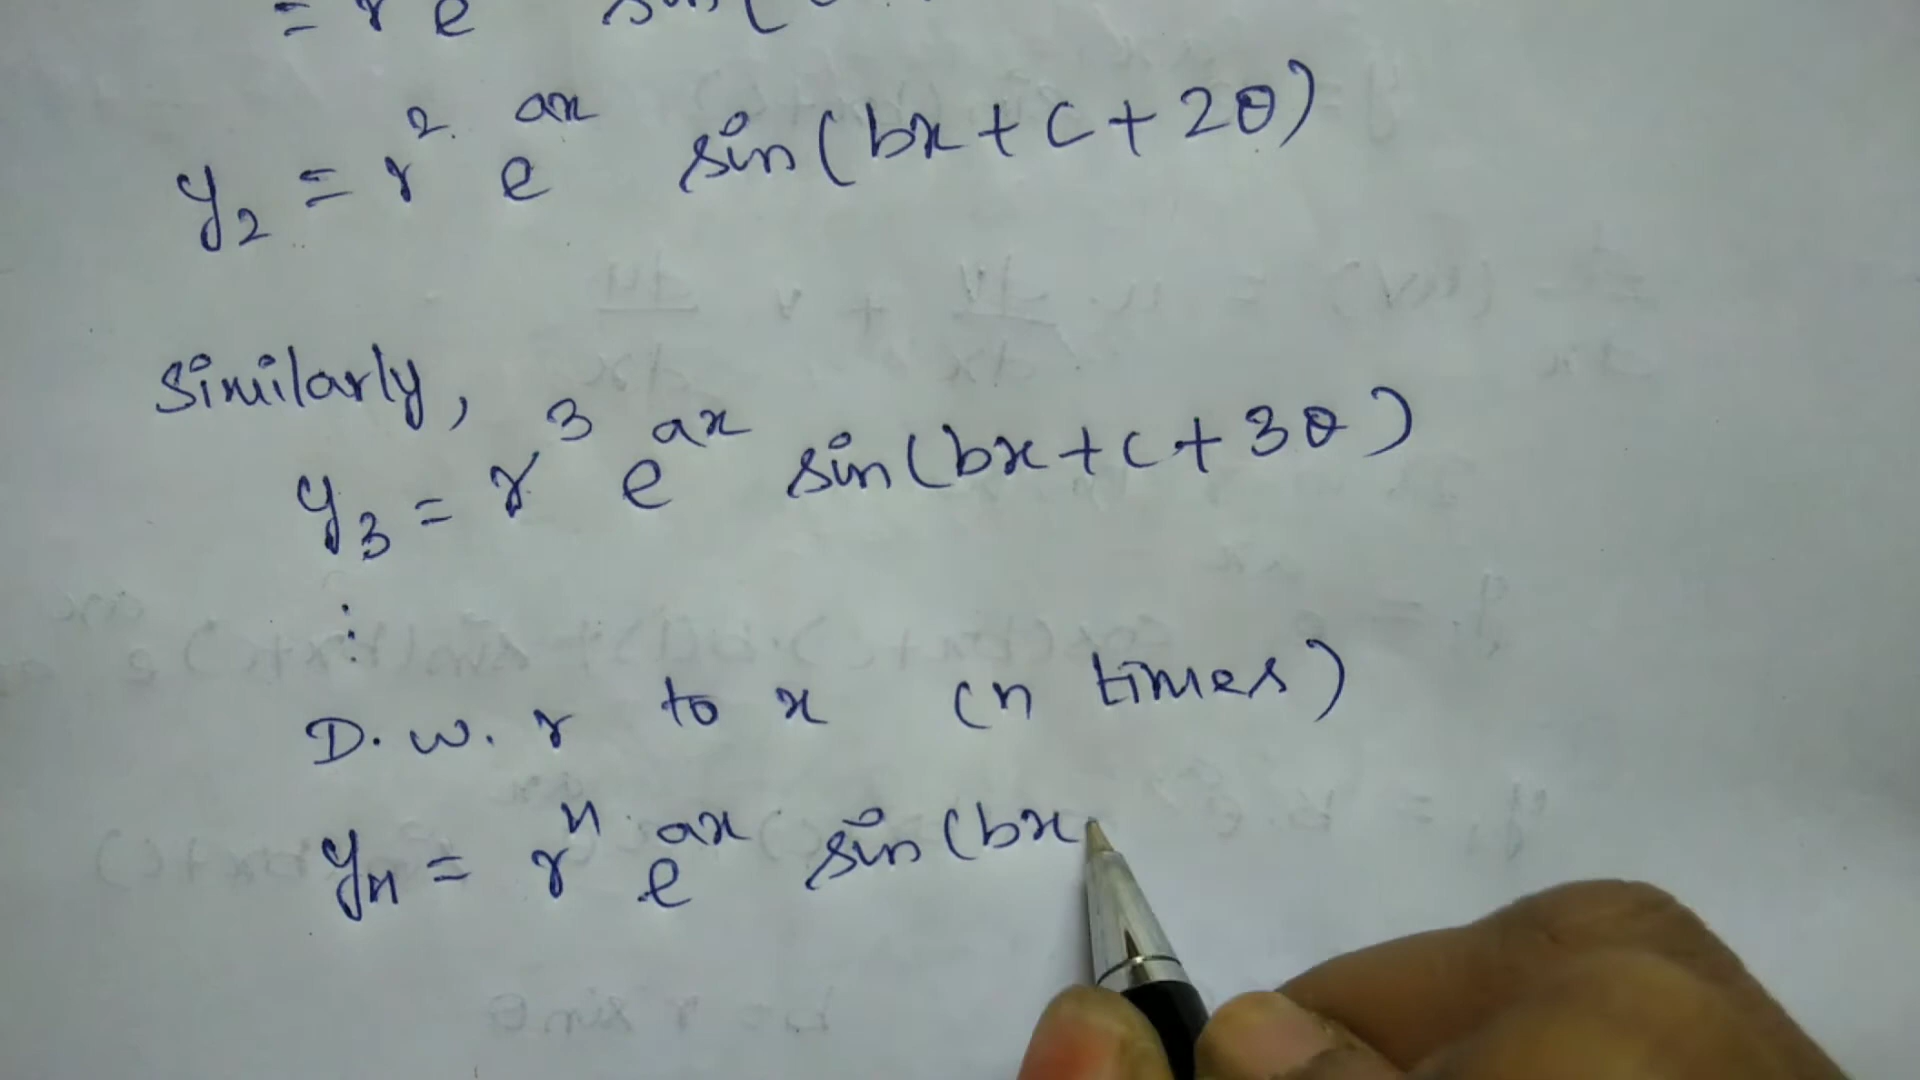 = r e sin(
y₂ = r² e^{ax} sin(bx+c+2θ)
Similarly,
y₃ = r³ e^{ax} sin(bx+c+3θ)
⋮
D.w.r to x (n times)
yₙ = rⁿ e^{ax} sin(bx